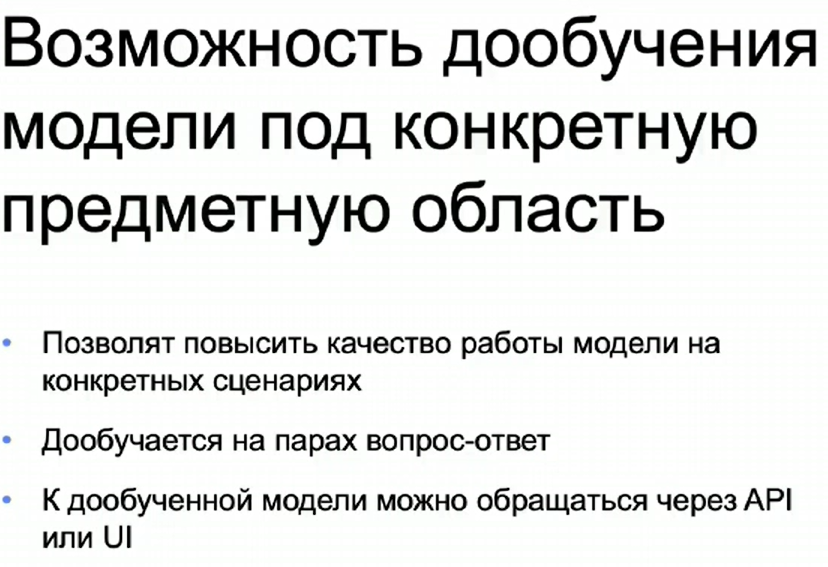 Возможность дообучения
модели под конкретную
предметную область
• Позволят повысить качество работы модели на
конкретных сценариях
• Дообучается на парах вопрос-ответ
• К дообученной модели можно обращаться через API
или UI